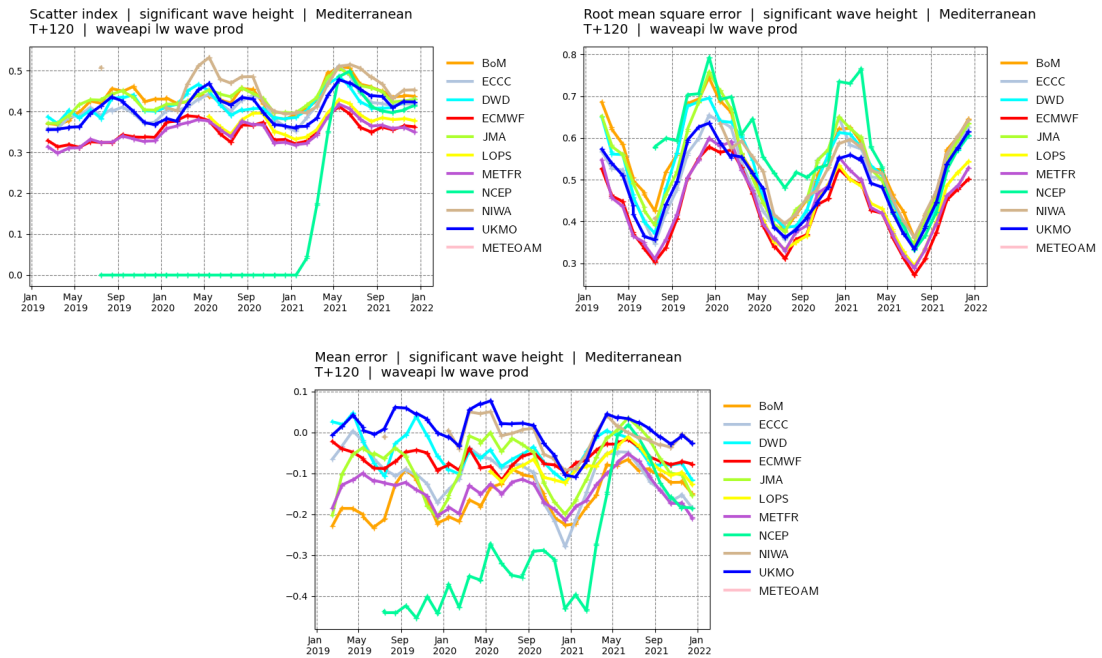 Scatter index | significant wave height | Mediterranean
T+120 | waveapi lw wave prod
0.5
0.4
0.3
0.2
0.1
0.0
Jan 2019
May 2019
Sep 2019
Jan 2020
May 2020
Sep 2020
Jan 2021
May 2021
Sep 2021
Jan 2022
BoM
ECCC
DWD
ECMWF
JMA
LOPS
METFR
NCEP
NIWA
UKMO
METEOAM
Root mean square error | significant wave height | Mediterranean
T+120 | waveapi lw wave prod
0.8
0.7
0.6
0.5
0.4
0.3
Jan 2019
May 2019
Sep 2019
Jan 2020
May 2020
Sep 2020
Jan 2021
May 2021
Sep 2021
Jan 2022
BoM
ECCC
DWD
ECMWF
JMA
LOPS
METFR
NCEP
NIWA
UKMO
METEOAM
Mean error | significant wave height | Mediterranean
T+120 | waveapi lw wave prod
0.1
0.0
−0.1
−0.2
−0.3
−0.4
Jan 2019
May 2019
Sep 2019
Jan 2020
May 2020
Sep 2020
Jan 2021
May 2021
Sep 2021
Jan 2022
BoM
ECCC
DWD
ECMWF
JMA
LOPS
METFR
NCEP
NIWA
UKMO
METEOAM